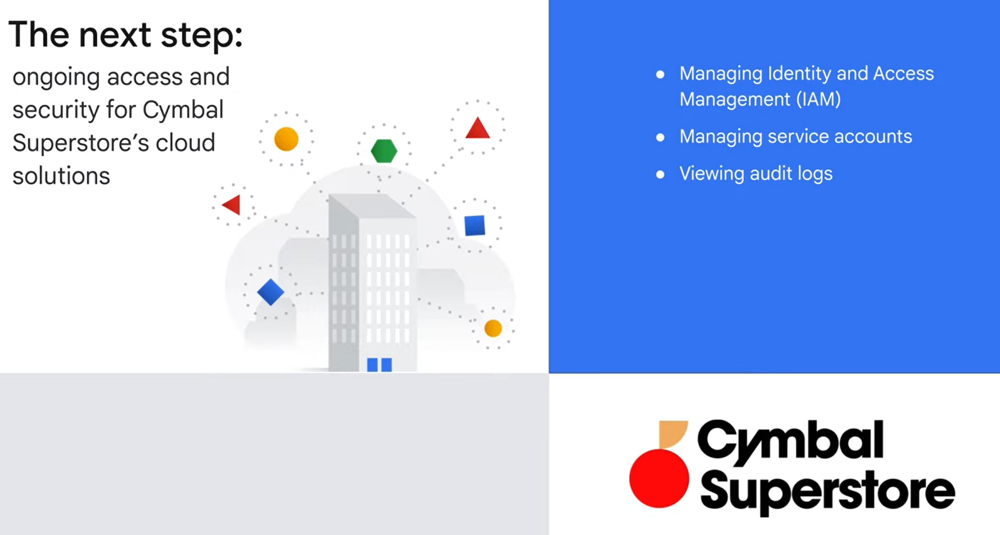 The next step:
ongoing access and
security for Cymbal
Superstore’s cloud
solutions
● Managing Identity and Access
Management (IAM)
● Managing service accounts
● Viewing audit logs
Cymbal
Superstore